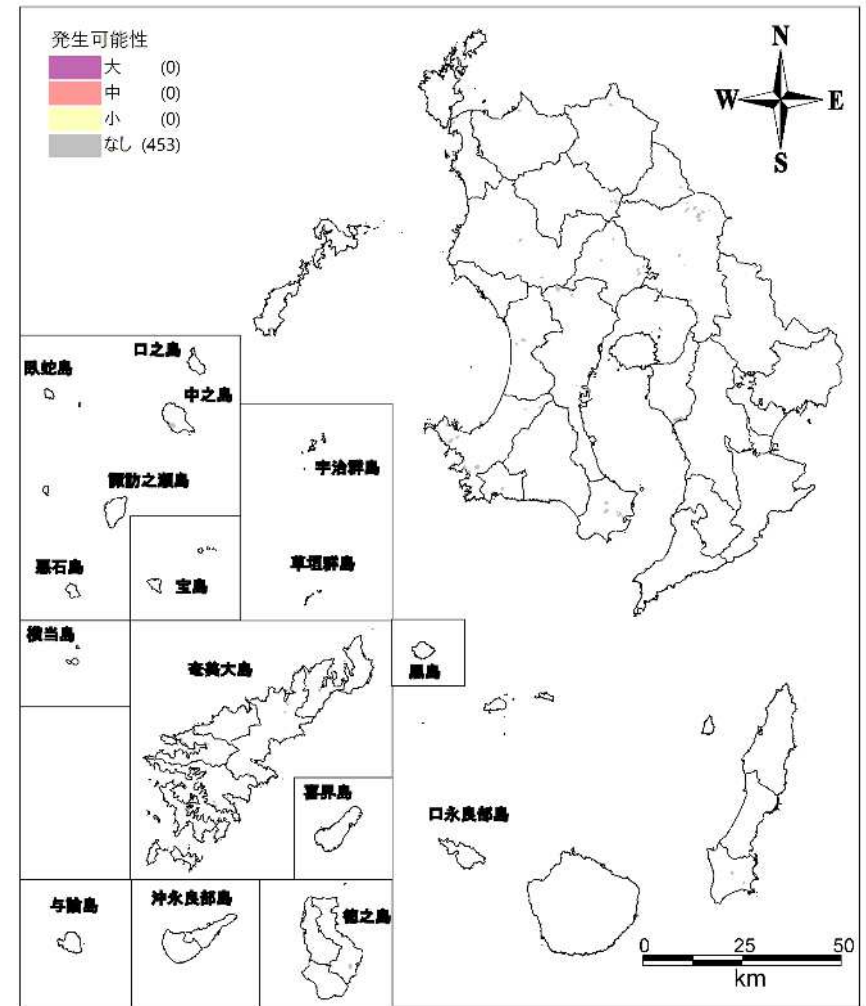 発生可能性
大 (0)
中 (0)
小 (0)
なし (453)
N
W E
S
口之島
臥蛇島
中之島
諏訪之瀬島
悪石島
宝島
宇治群島
草垣群島
横当島
奄美大島
黒島
喜界島
口永良部島
与論島
沖永良部島
徳之島
0 25 50
km